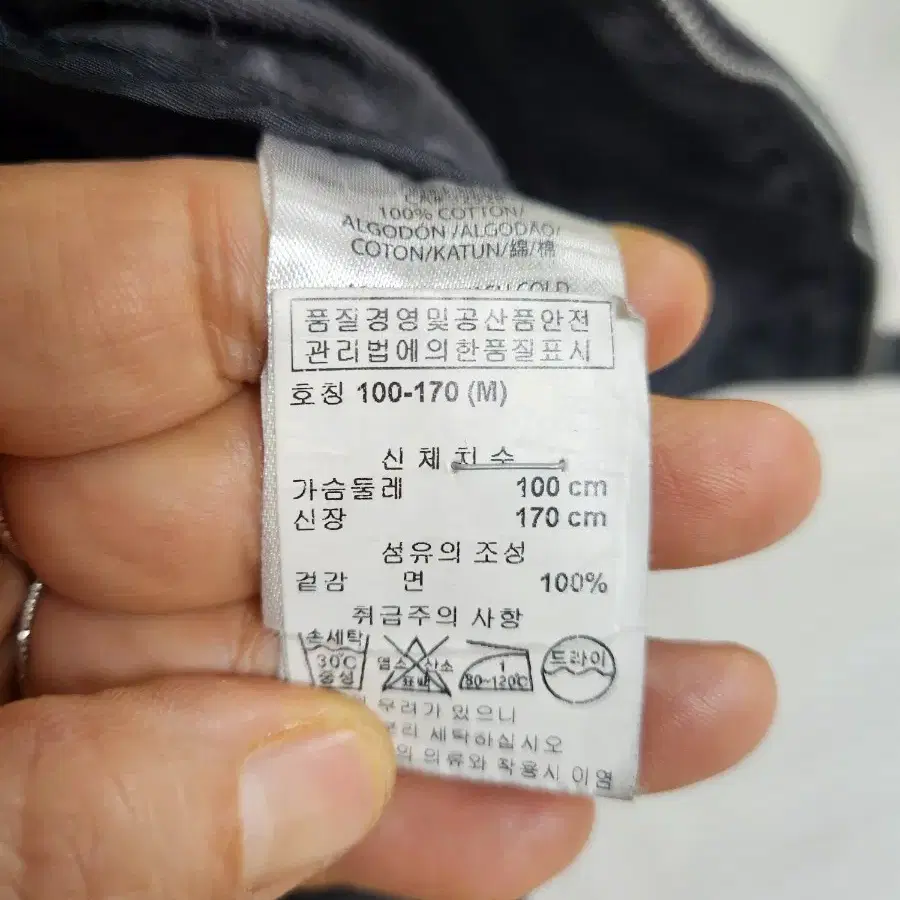 100% COTTON/
ALGODÓN /ALGODÃO/
COTON/KATUN/綿/棉
COLD
품질경영및공산품안전
관리법에의한품질표시
호칭 100-170 (M)
신체치수
가슴둘레 100 cm
신장 170 cm
섬유의 조성
겉감 면 100%
취급주의 사항
손세탁 30℃ 중성
염소 산소 표백
1 80~120℃
드라이
우려가 있으니
세탁하십시오
의류와 착용시 이염